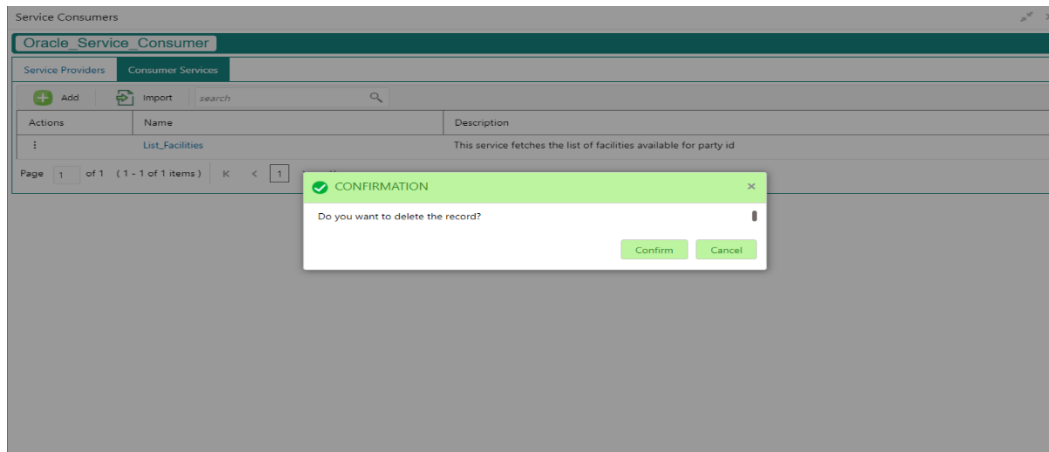 Service Consumers
Oracle_Service_Consumer
Service Providers Consumer Services
Add Import search
Actions Name Description
List_Facilities This service fetches the list of facilities available for party id
Page 1 of 1 (1 - 1 of 1 items) K < 1
CONFIRMATION ×
Do you want to delete the record?
Confirm Cancel